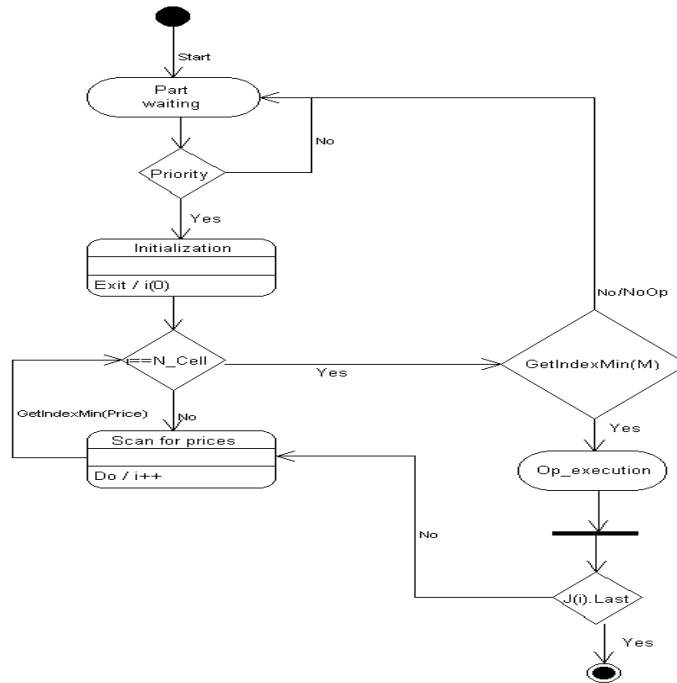 Start
Part
waiting
No
Priority
Yes
Initialization
Exit / i(0)
No/NoOp
i==N_Cell
Yes
GetIndexMin(M)
GetIndexMin(Price)
No
Yes
Scan for prices
Do / i++
Op_execution
No
J(i).Last
Yes